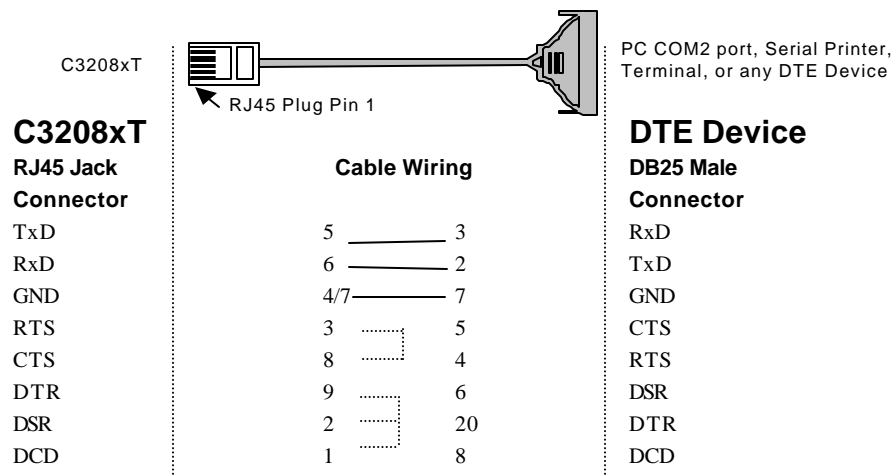 C3208xT
PC COM2 port, Serial Printer,
Terminal, or any DTE Device
RJ45 Plug Pin 1
C3208xT DTE Device
RJ45 Jack Cable Wiring DB25 Male
Connector Connector
TxD 5 3 RxD
RxD 6 2 TxD
GND 4/7 7 GND
RTS 3 5 CTS
CTS 8 4 RTS
DTR 9 6 DSR
DSR 2 20 DTR
DCD 1 8 DCD